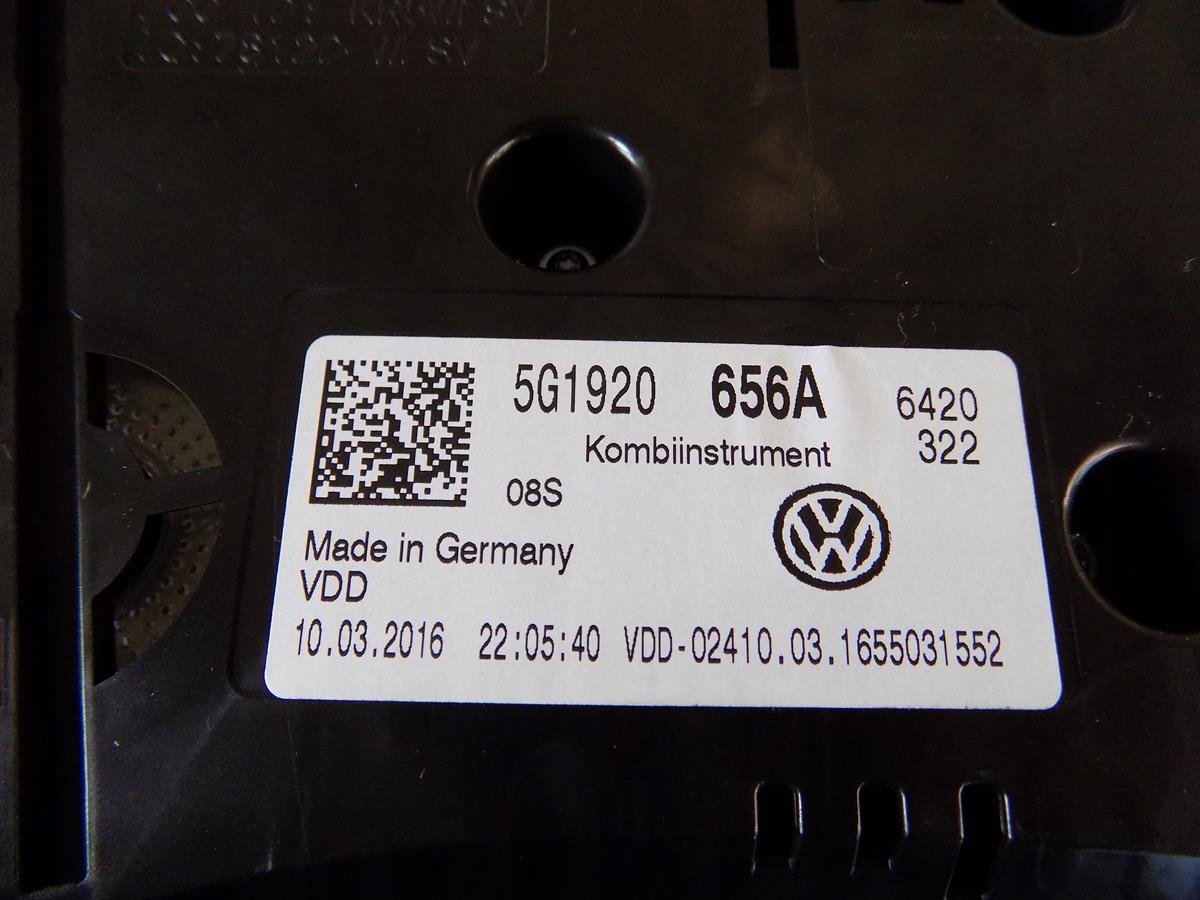 5G1920 656A 6420
Kombiinstrument 322
08S
Made in Germany
VDD
10.03.2016 22:05:40 VDD-02410.03.1655031552